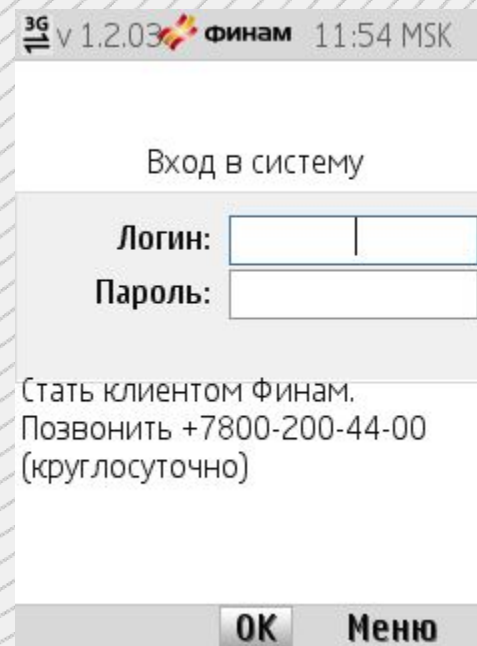 3G v 1.2.03 финам 11:54 MSK
Вход в систему
Логин:
Пароль:
Стать клиентом Финам.
Позвонить +7800-200-44-00
(круглосуточно)
OK Меню